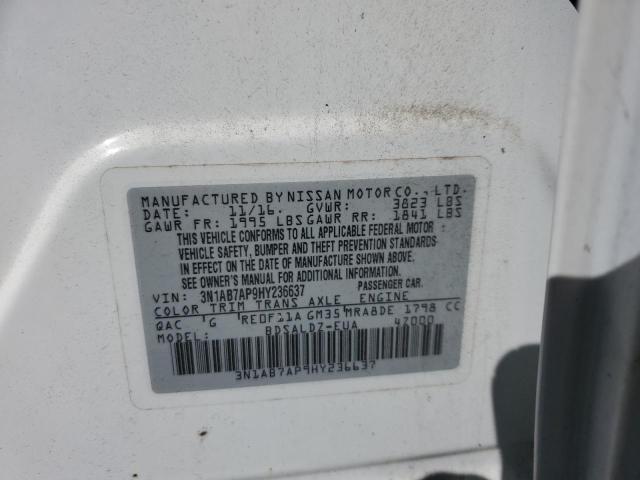 MANUFACTURED BY NISSAN MOTOR CO., LTD.
DATE: 11/16 GVWR: 3823 LBS
GAWR FR: 1995 LBS GAWR RR: 1841 LBS
THIS VEHICLE CONFORMS TO ALL APPLICABLE FEDERAL MOTOR
VEHICLE SAFETY, BUMPER AND THEFT PREVENTION STANDARDS
IN EFFECT ON THE DATE OF MANUFACTURE SHOWN ABOVE.
SEE OWNER'S MANUAL FOR ADDITIONAL INFORMATION.
VIN: 3N1AB7AP9HY236637 PASSENGER CAR.
COLOR TRIM TRANS AXLE ENGINE
QAC G RE0F11A GM35 MRA8DE 1798 CC
MODEL: BDSALDZ-EUA 42000
3N1AB7AP9HY236637